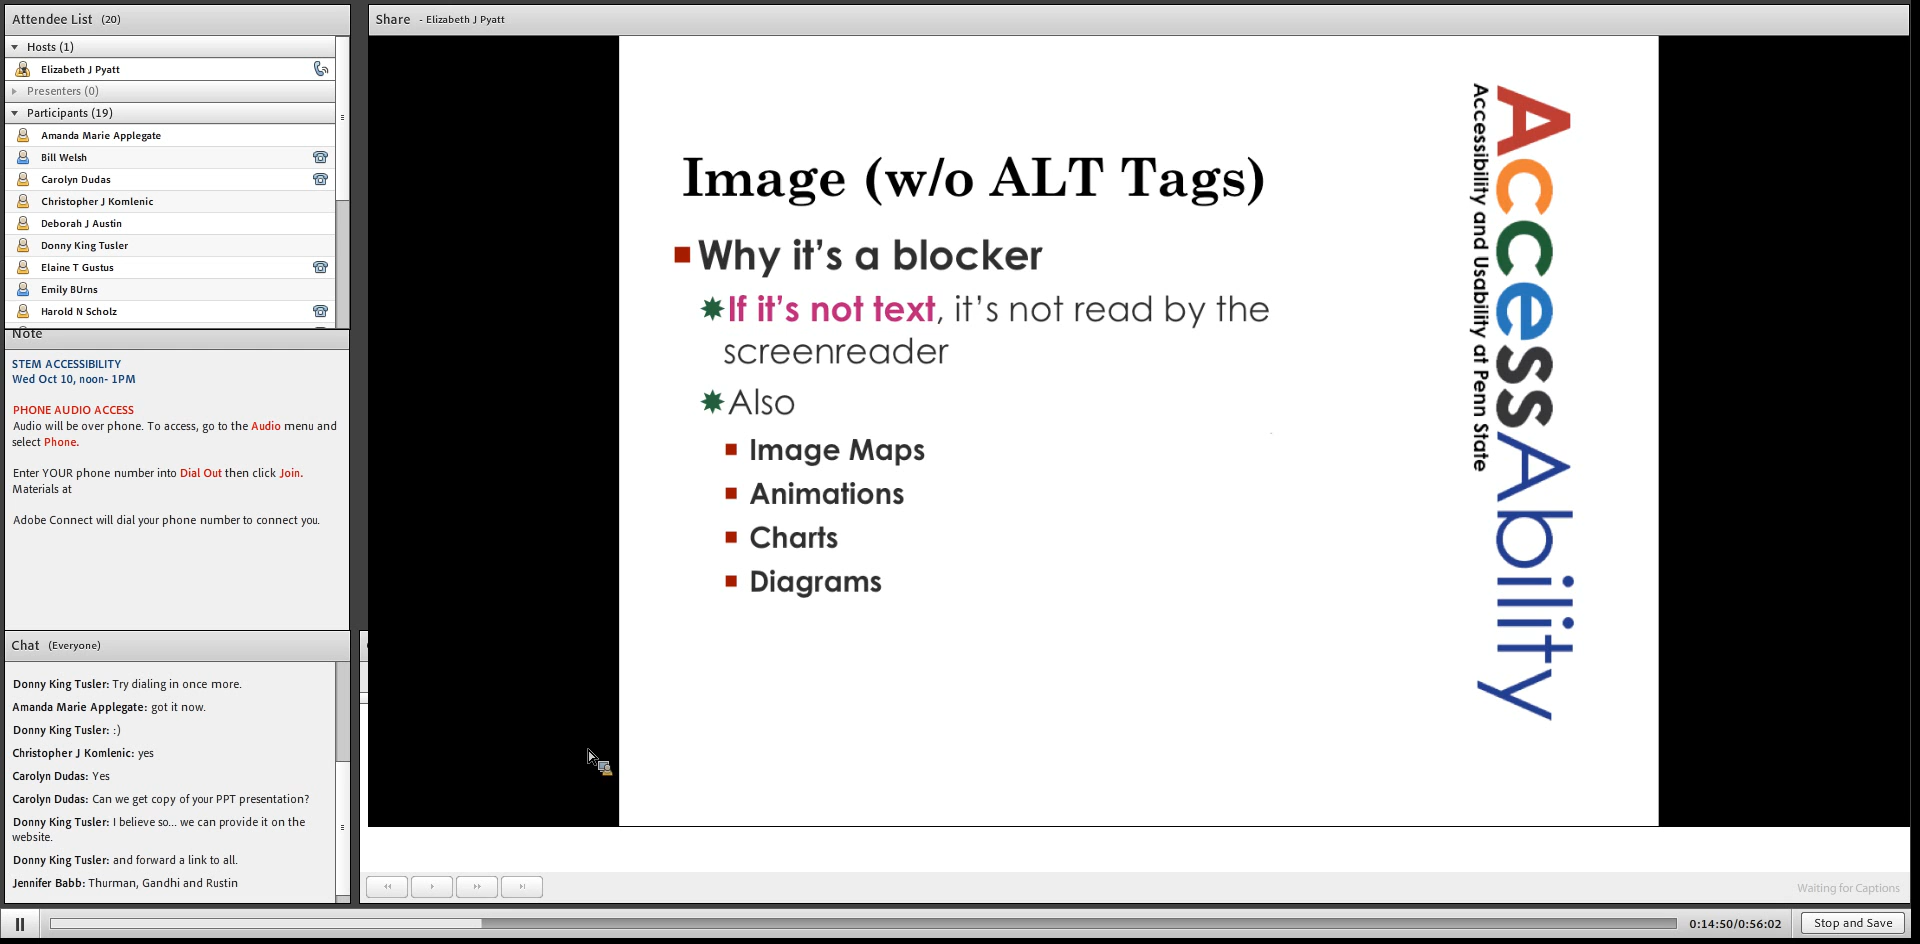 Attendee List (20)
Hosts (1)
Elizabeth J Pyatt
Presenters (0)
Participants (19)
Amanda Marie Applegate
Bill Welsh
Carolyn Dudas
Christopher J Komlenic
Deborah J Austin
Donny King Tusler
Elaine T Gustus
Emily BUrns
Harold N Scholz
Note
STEM ACCESSIBILITY
Wed Oct 10, noon- 1PM
PHONE AUDIO ACCESS
Audio will be over phone. To access, go to the Audio menu and
select Phone.
Enter YOUR phone number into Dial Out then click Join.
Materials at
Adobe Connect will dial your phone number to connect you.
Chat (Everyone)
Donny King Tusler: Try dialing in once more.
Amanda Marie Applegate: got it now.
Donny King Tusler: :)
Christopher J Komlenic: yes
Carolyn Dudas: Yes
Carolyn Dudas: Can we get copy of your PPT presentation?
Donny King Tusler: I believe so... we can provide it on the
website.
Donny King Tusler: and forward a link to all.
Jennifer Babb: Thurman, Gandhi and Rustin
Share - Elizabeth J Pyatt
Image (w/o ALT Tags)
Why it's a blocker
If it's not text, it's not read by the
screenreader
Also
Image Maps
Animations
Charts
Diagrams
AccessAbility
Accessibility and Usability at Penn State
Waiting for Captions
0:14:50/0:56:02
Stop and Save